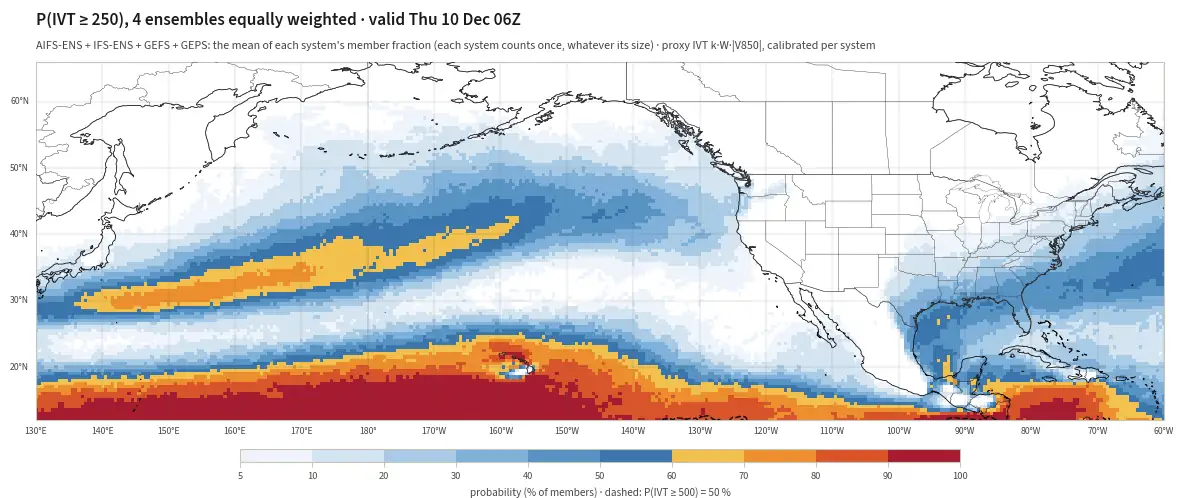 P(IVT ≥ 250), 4 ensembles equally weighted · valid Thu 10 Dec 06Z
AIFS-ENS + IFS-ENS + GEFS + GEPS: the mean of each system's member fraction (each system counts once, whatever its size) · proxy IVT k·W·|V850|, calibrated per system
60°N
50°N
40°N
30°N
20°N
130°E 140°E 150°E 160°E 170°E 180° 170°W 160°W 150°W 140°W 130°W 120°W 110°W 100°W 90°W 80°W 70°W 60°W
5 10 20 30 40 50 60 70 80 90 100
probability (% of members) · dashed: P(IVT ≥ 500) = 50 %